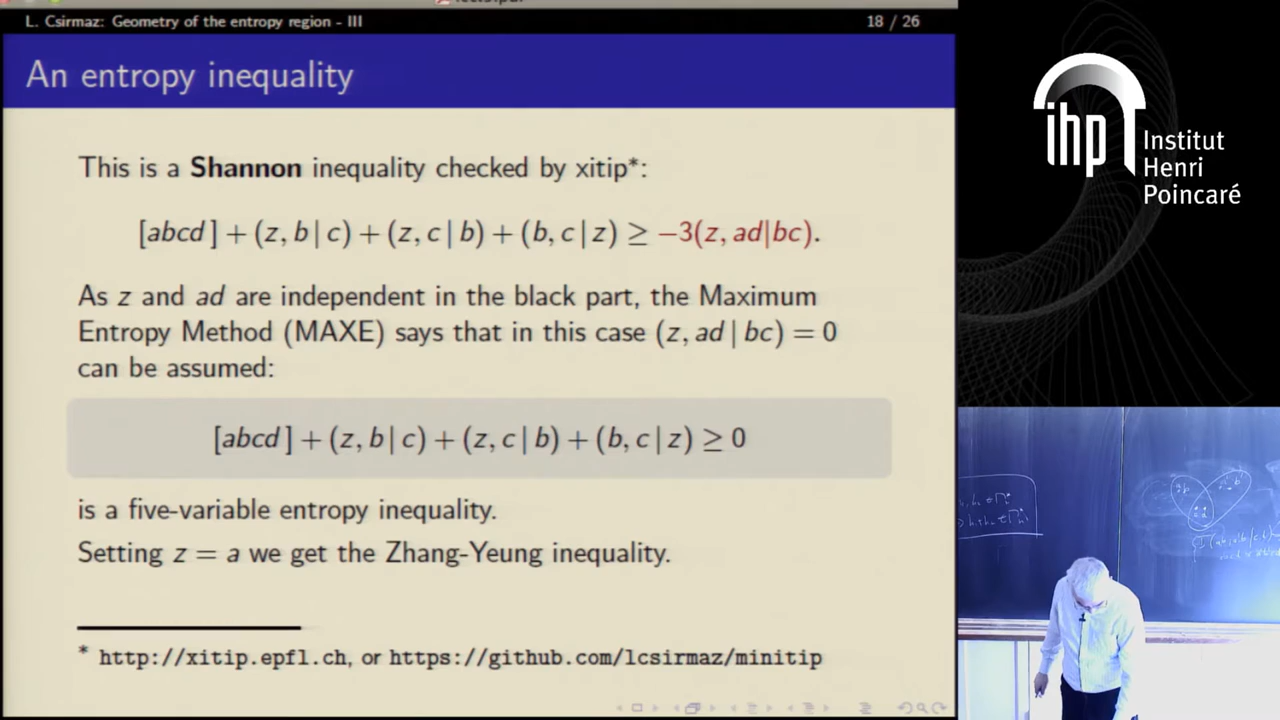 L. Csirmaz: Geometry of the entropy region - III
18 / 26
An entropy inequality
This is a Shannon inequality checked by xitip*:
[abcd] + (z, b | c) + (z, c | b) + (b, c | z) ≥ −3(z, ad|bc).
As z and ad are independent in the black part, the Maximum
Entropy Method (MAXE) says that in this case (z, ad | bc) = 0
can be assumed:
[abcd] + (z, b | c) + (z, c | b) + (b, c | z) ≥ 0
is a five-variable entropy inequality.
Setting z = a we get the Zhang-Yeung inequality.
* http://xitip.epfl.ch, or https://github.com/lcsirmaz/minitip
ihp
Institut
Henri
Poincaré